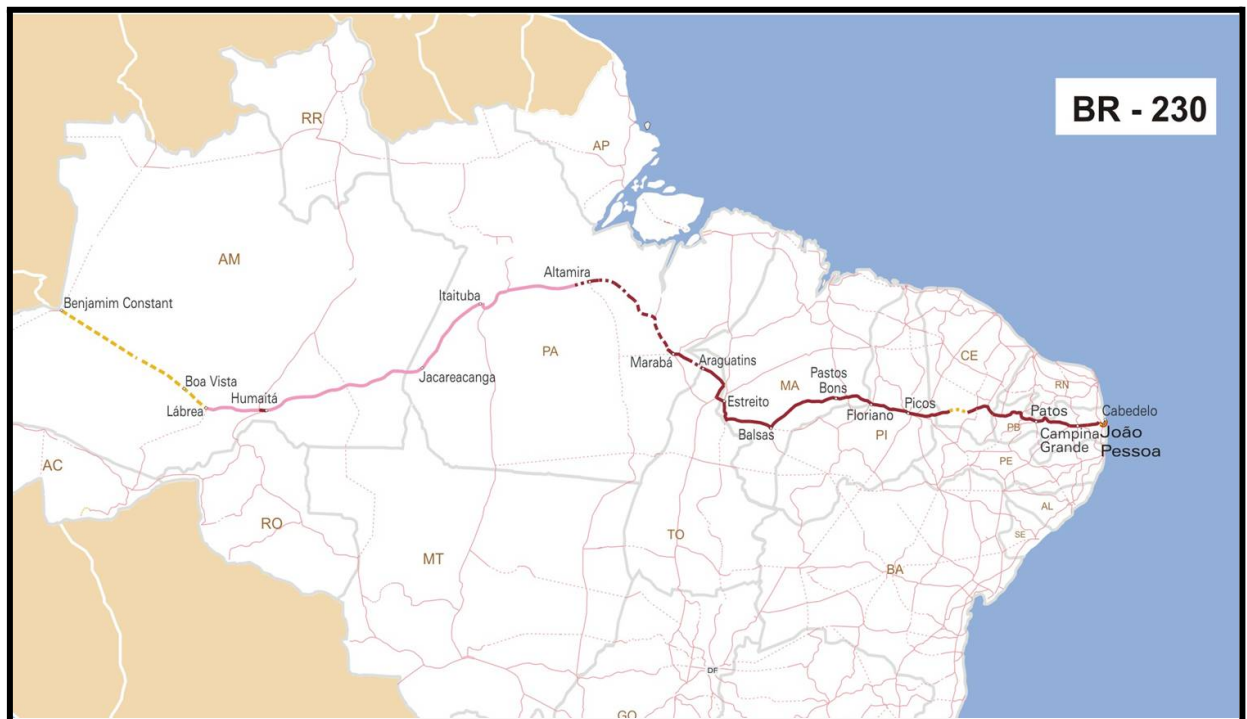 BR - 230
RR
AP
AM
Benjamim Constant
Altamira
Itaituba
PA
Boa Vista
Lábrea
Humaitá
Jacareacanga
Marabá
Araguatins
Estreito
Balsas
MA
Pastos
Bons
Floriano
Picos
PI
CE
RN
Patos
PB
Cabedelo
Campina
Grande
João
Pessoa
PE
AL
SE
AC
RO
MT
TO
BA
DF
GO